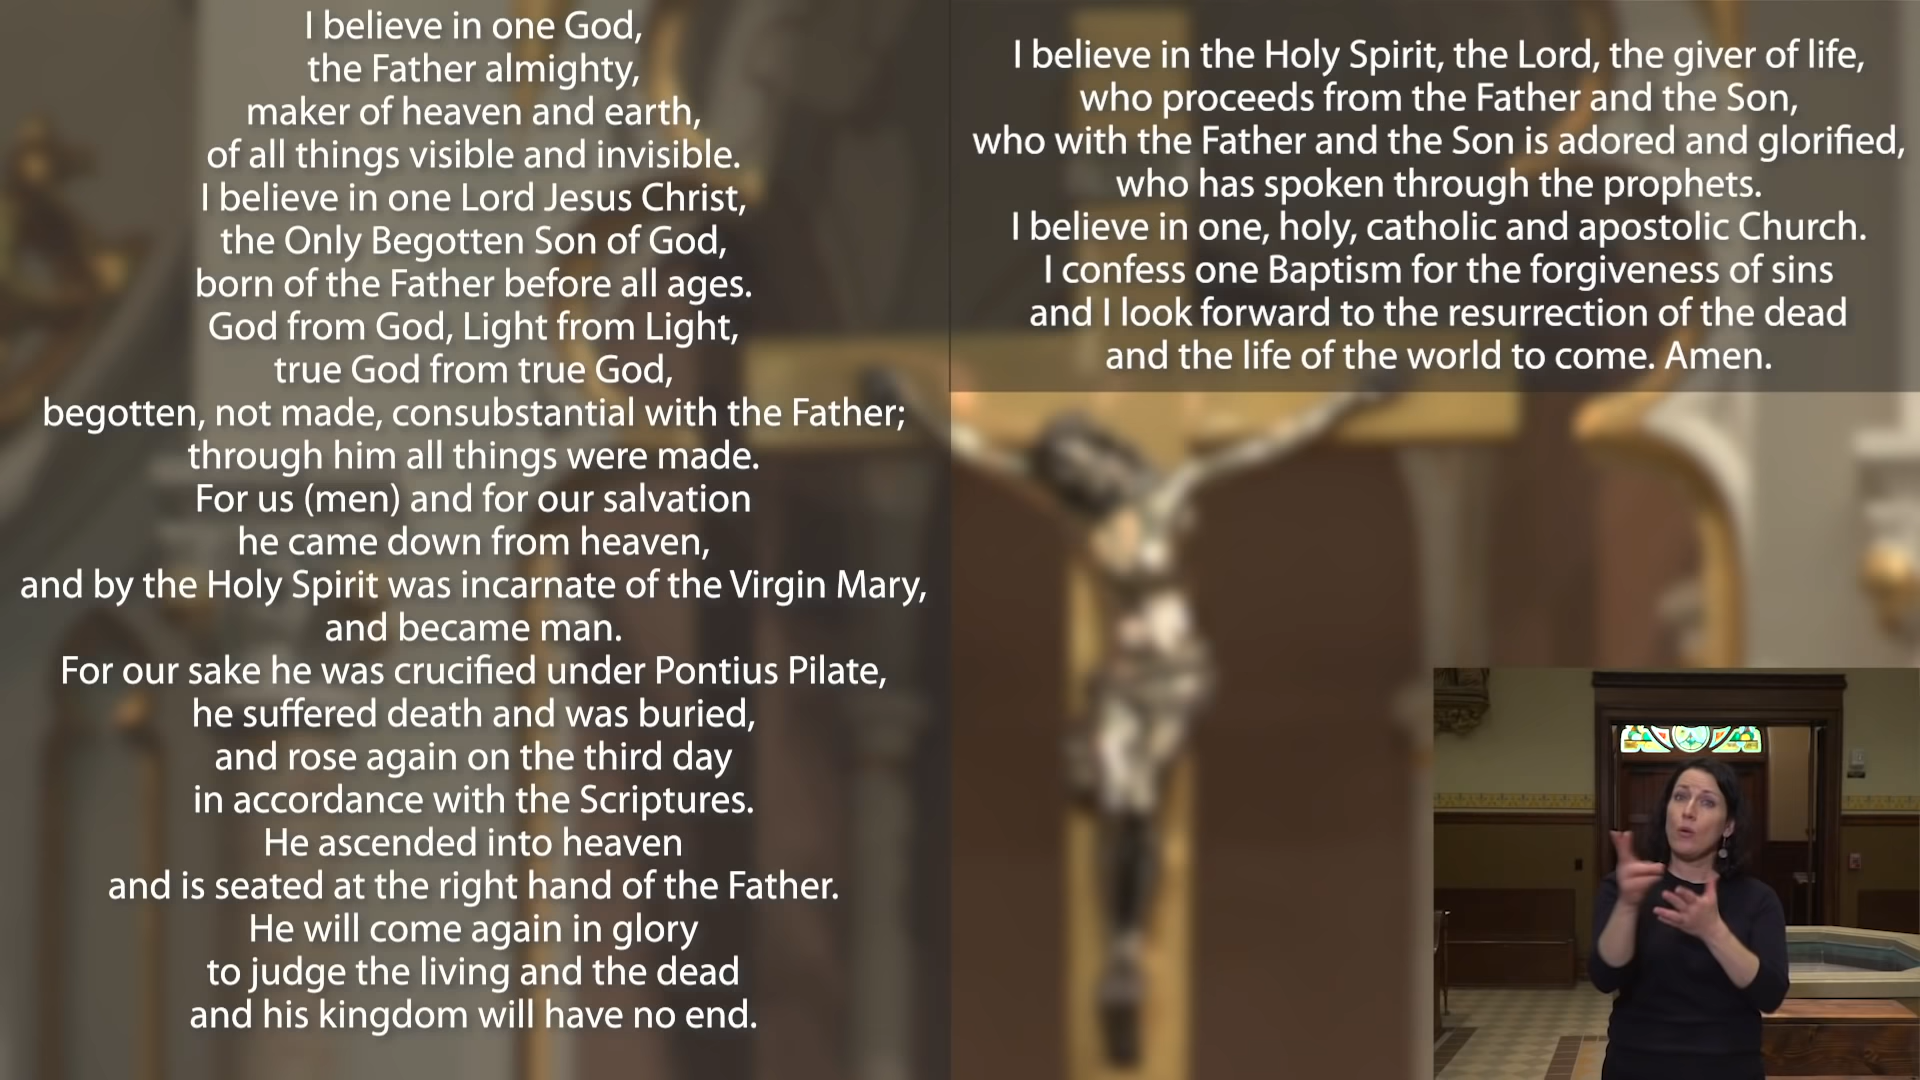 I believe in one God,
the Father almighty,
maker of heaven and earth,
of all things visible and invisible.
I believe in one Lord Jesus Christ,
the Only Begotten Son of God,
born of the Father before all ages.
God from God, Light from Light,
true God from true God,
begotten, not made, consubstantial with the Father;
through him all things were made.
For us (men) and for our salvation
he came down from heaven,
and by the Holy Spirit was incarnate of the Virgin Mary,
and became man.
For our sake he was crucified under Pontius Pilate,
he suffered death and was buried,
and rose again on the third day
in accordance with the Scriptures.
He ascended into heaven
and is seated at the right hand of the Father.
He will come again in glory
to judge the living and the dead
and his kingdom will have no end.
I believe in the Holy Spirit, the Lord, the giver of life,
who proceeds from the Father and the Son,
who with the Father and the Son is adored and glorified,
who has spoken through the prophets.
I believe in one, holy, catholic and apostolic Church.
I confess one Baptism for the forgiveness of sins
and I look forward to the resurrection of the dead
and the life of the world to come. Amen.